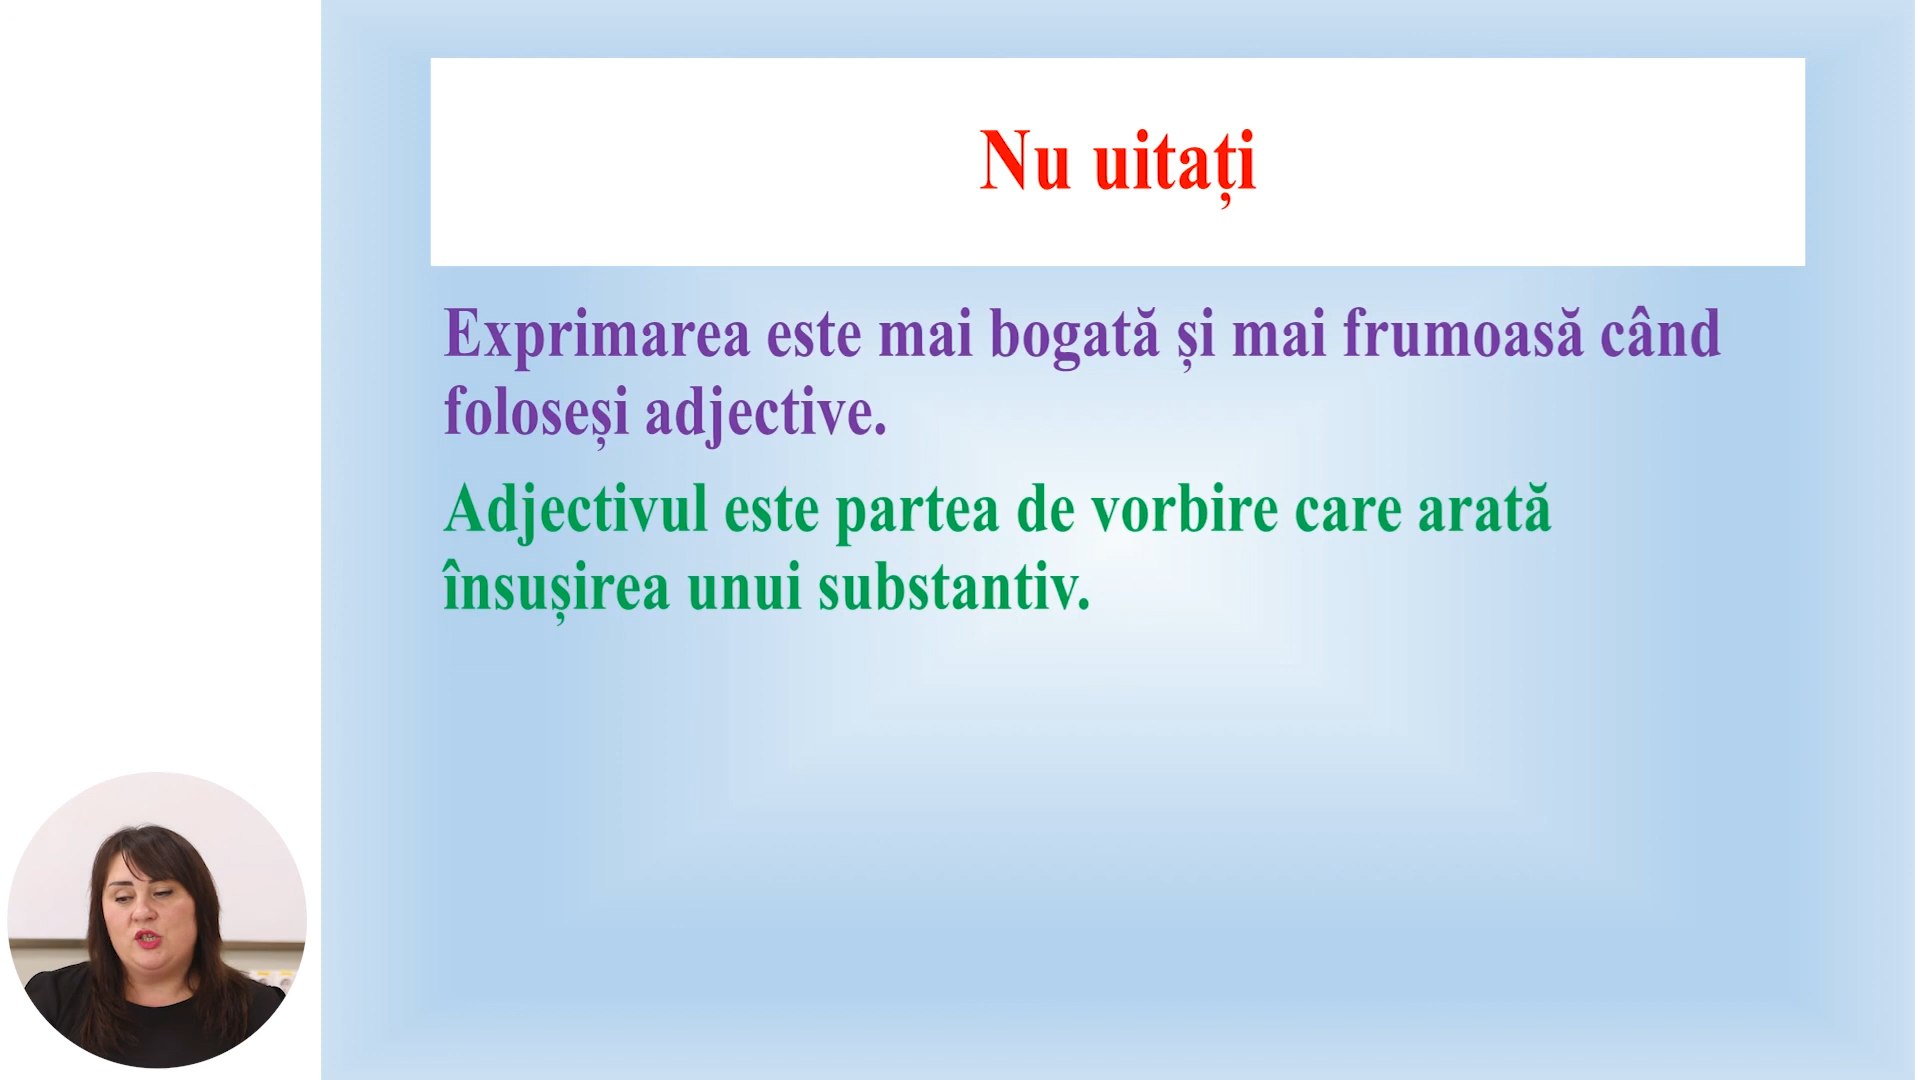 Nu uitați
Exprimarea este mai bogată și mai frumoasă când
foloseși adjective.
Adjectivul este partea de vorbire care arată
însușirea unui substantiv.